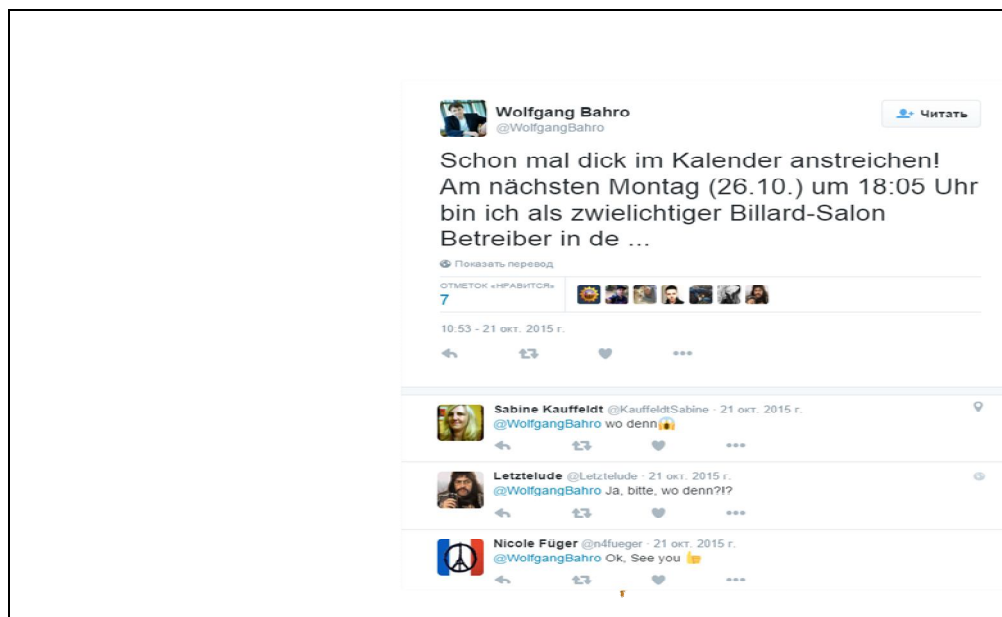 Wolfgang Bahro
@WolfgangBahro
Читать
Schon mal dick im Kalender anstreichen!
Am nächsten Montag (26.10.) um 18:05 Uhr
bin ich als zwielichtiger Billard-Salon
Betreiber in de ...
Показать перевод
ОТМЕТОК «НРАВИТСЯ»
7
10:53 - 21 окт. 2015 г.
Sabine Kauffeldt @KauffeldtSabine · 21 окт. 2015 г.
@WolfgangBahro wo denn😱
Letztelude @Letztelude · 21 окт. 2015 г.
@WolfgangBahro Ja, bitte, wo denn?!?
Nicole Füger @n4fueger · 21 окт. 2015 г.
@WolfgangBahro Ok, See you 👍